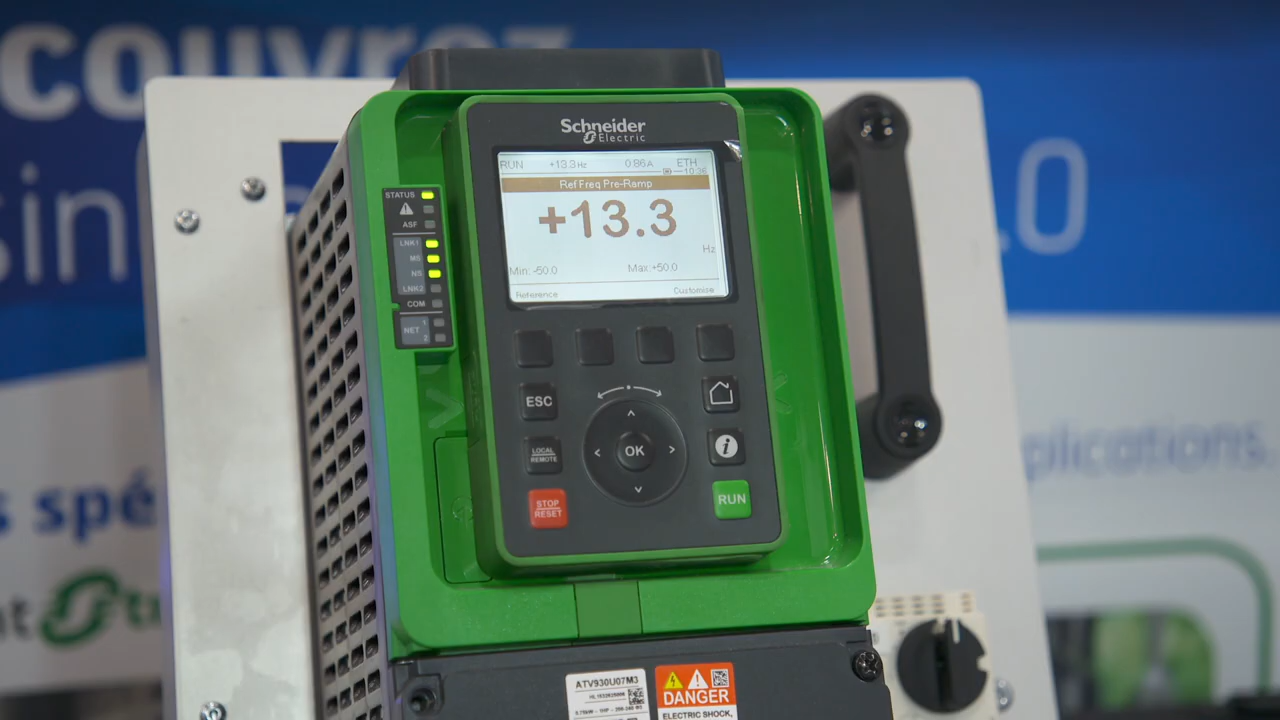 couvrez
Schneider
Electric
RUN +13.3Hz 0.86A ETH
10:36
Ref Freq Pre-Ramp
+13.3
Hz
Min: -50.0 Max:+50.0
Reference Customise
STATUS
ASF
LNK1
MS
NS
LNK2
COM
NET 1
2
ESC
LOCAL
REMOTE
OK
i
STOP
RESET
RUN
.0
plications.
s spé
ATV930U07M3
DANGER
ELECTRIC SHOCK,